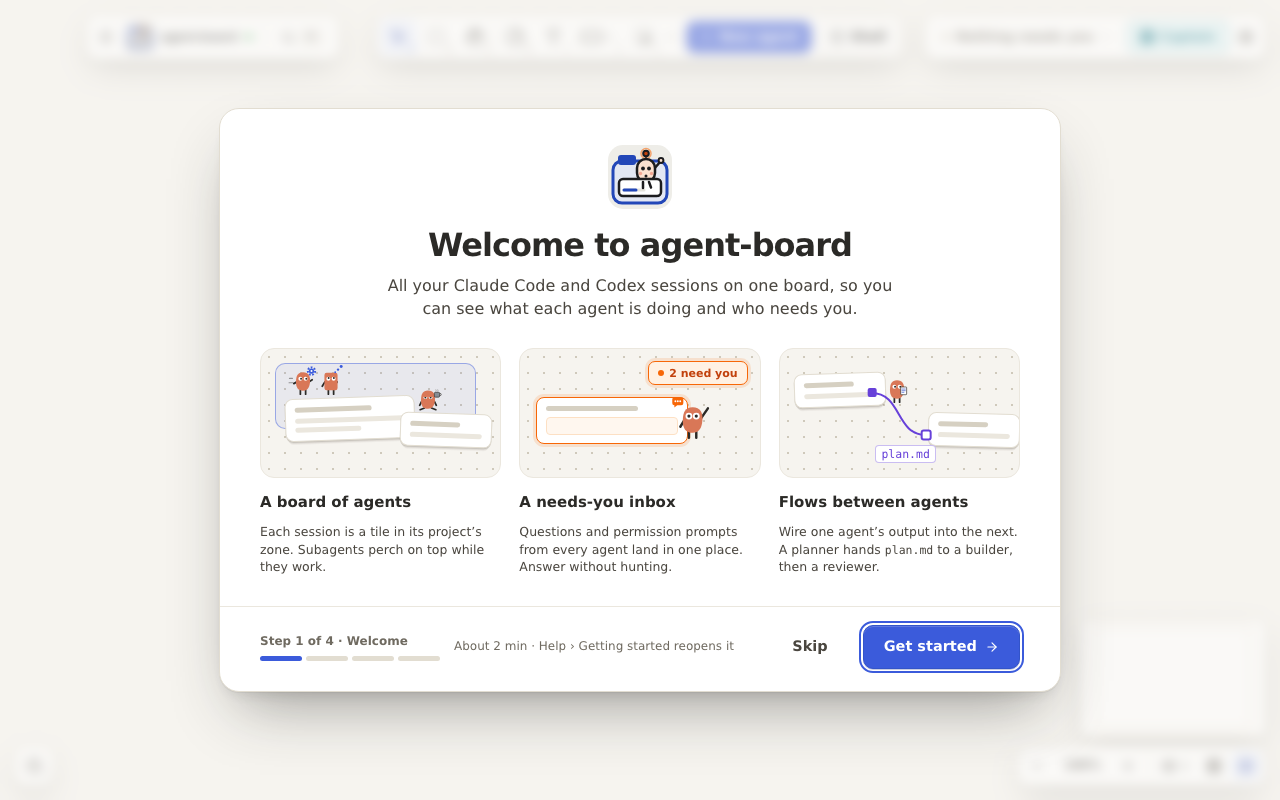 Welcome to agent-board
All your Claude Code and Codex sessions on one board, so you
can see what each agent is doing and who needs you.
2 need you
plan.md
A board of agents
Each session is a tile in its project’s
zone. Subagents perch on top while
they work.
A needs-you inbox
Questions and permission prompts
from every agent land in one place.
Answer without hunting.
Flows between agents
Wire one agent’s output into the next.
A planner hands plan.md to a builder,
then a reviewer.
Step 1 of 4 · Welcome
About 2 min · Help › Getting started reopens it
Skip
Get started →